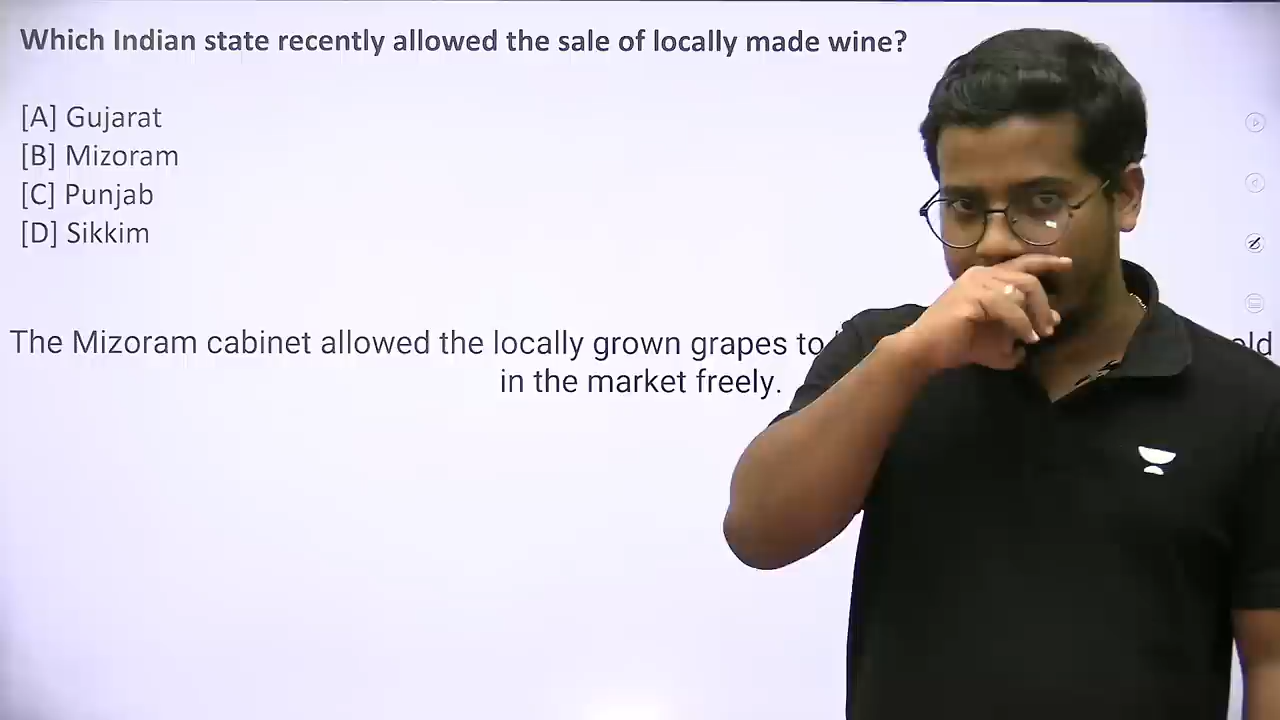 Which Indian state recently allowed the sale of locally made wine?
[A] Gujarat
[B] Mizoram
[C] Punjab
[D] Sikkim
The Mizoram cabinet allowed the locally grown grapes to
in the market freely.